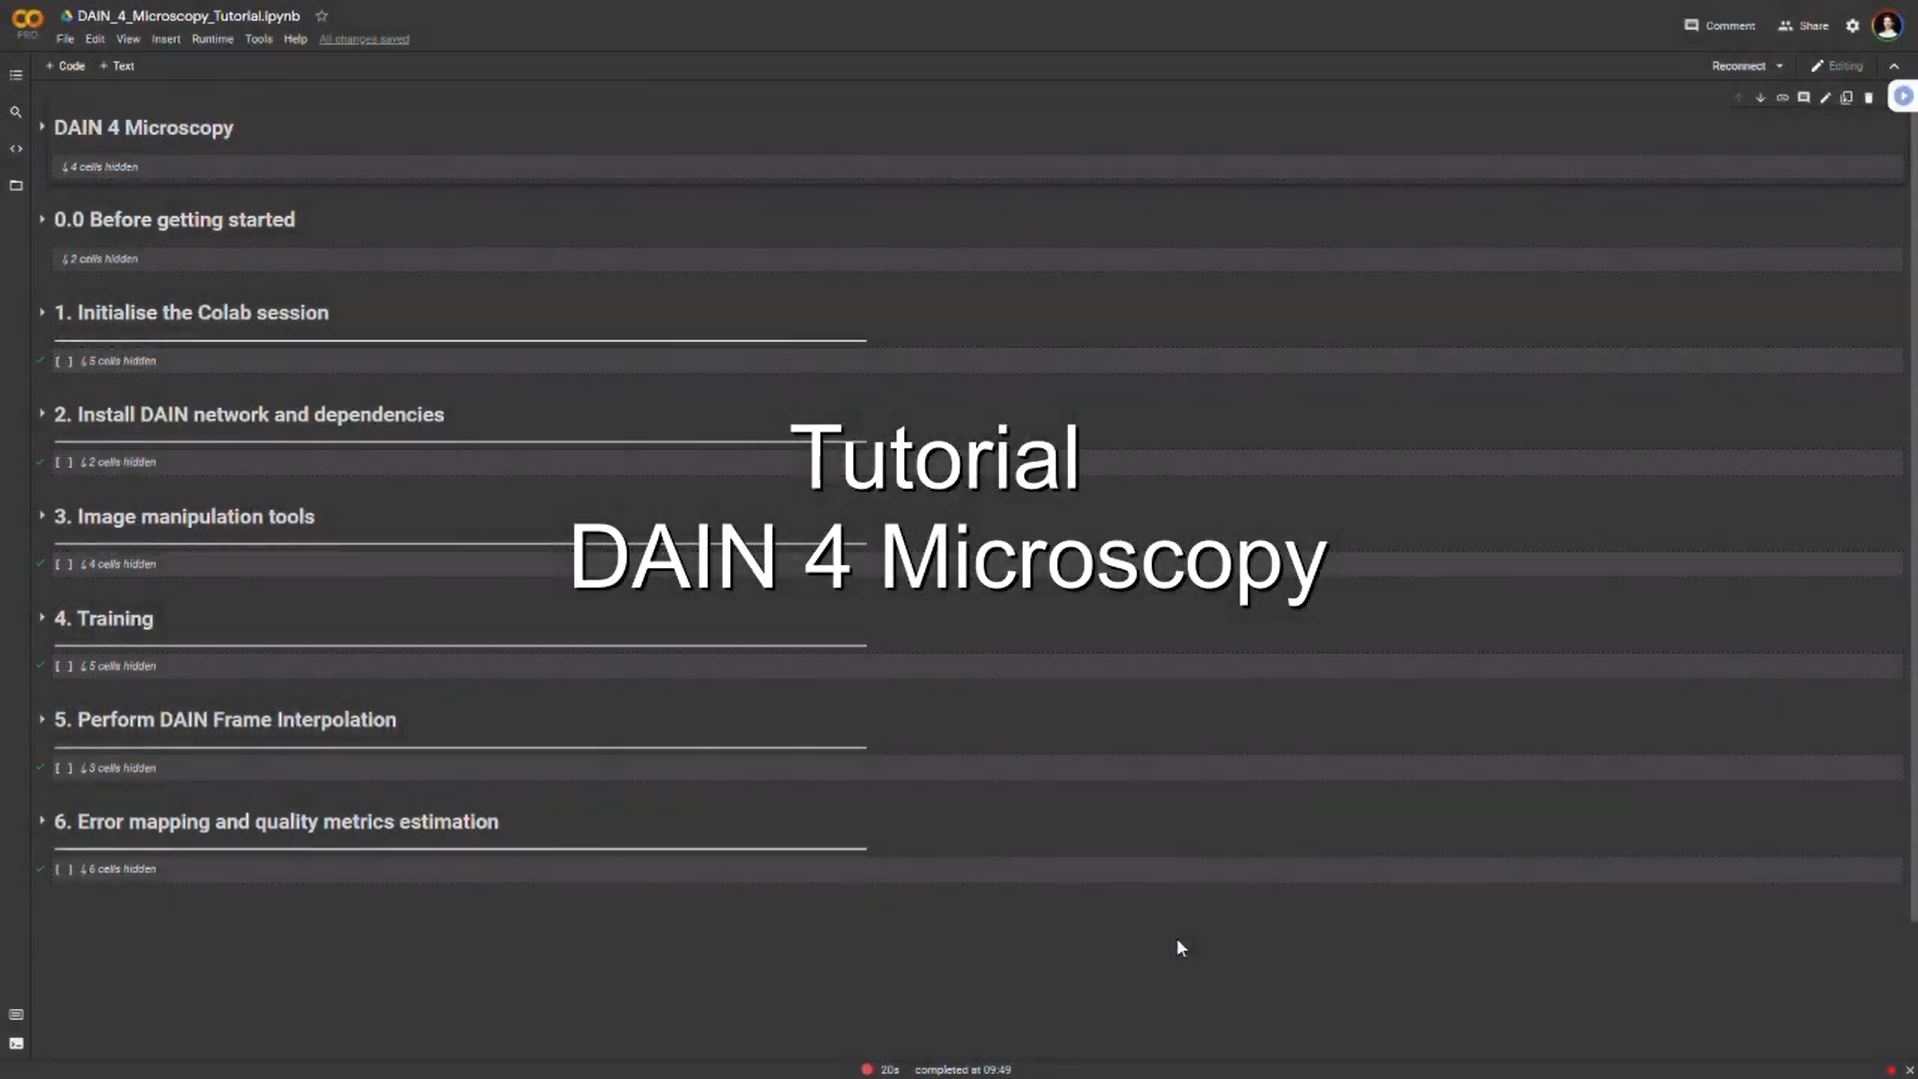 DAIN_4_Microscopy_Tutorial.ipynb
PRO
File Edit View Insert Runtime Tools Help All changes saved
Comment Share
+ Code + Text
Reconnect Editing
DAIN 4 Microscopy
4 cells hidden
0.0 Before getting started
2 cells hidden
1. Initialise the Colab session
[ ] 5 cells hidden
2. Install DAIN network and dependencies
[ ] 2 cells hidden
Tutorial
DAIN 4 Microscopy
3. Image manipulation tools
[ ] 4 cells hidden
4. Training
[ ] 5 cells hidden
5. Perform DAIN Frame Interpolation
[ ] 3 cells hidden
6. Error mapping and quality metrics estimation
[ ] 6 cells hidden
20s completed at 09:49